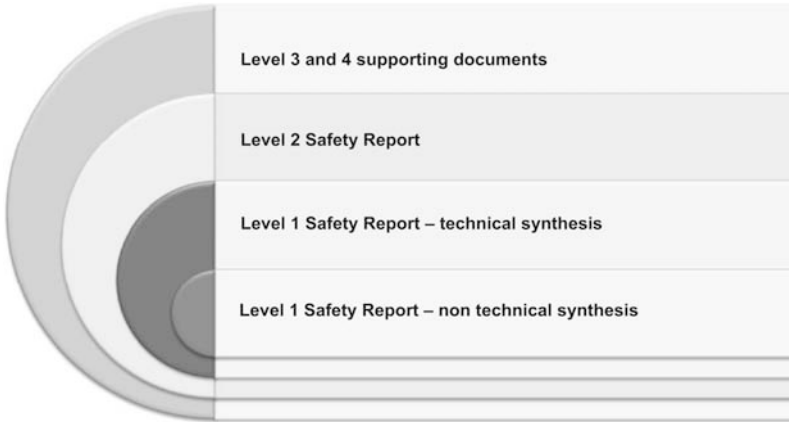 Level 3 and 4 supporting documents
Level 2 Safety Report
Level 1 Safety Report – technical synthesis
Level 1 Safety Report – non technical synthesis